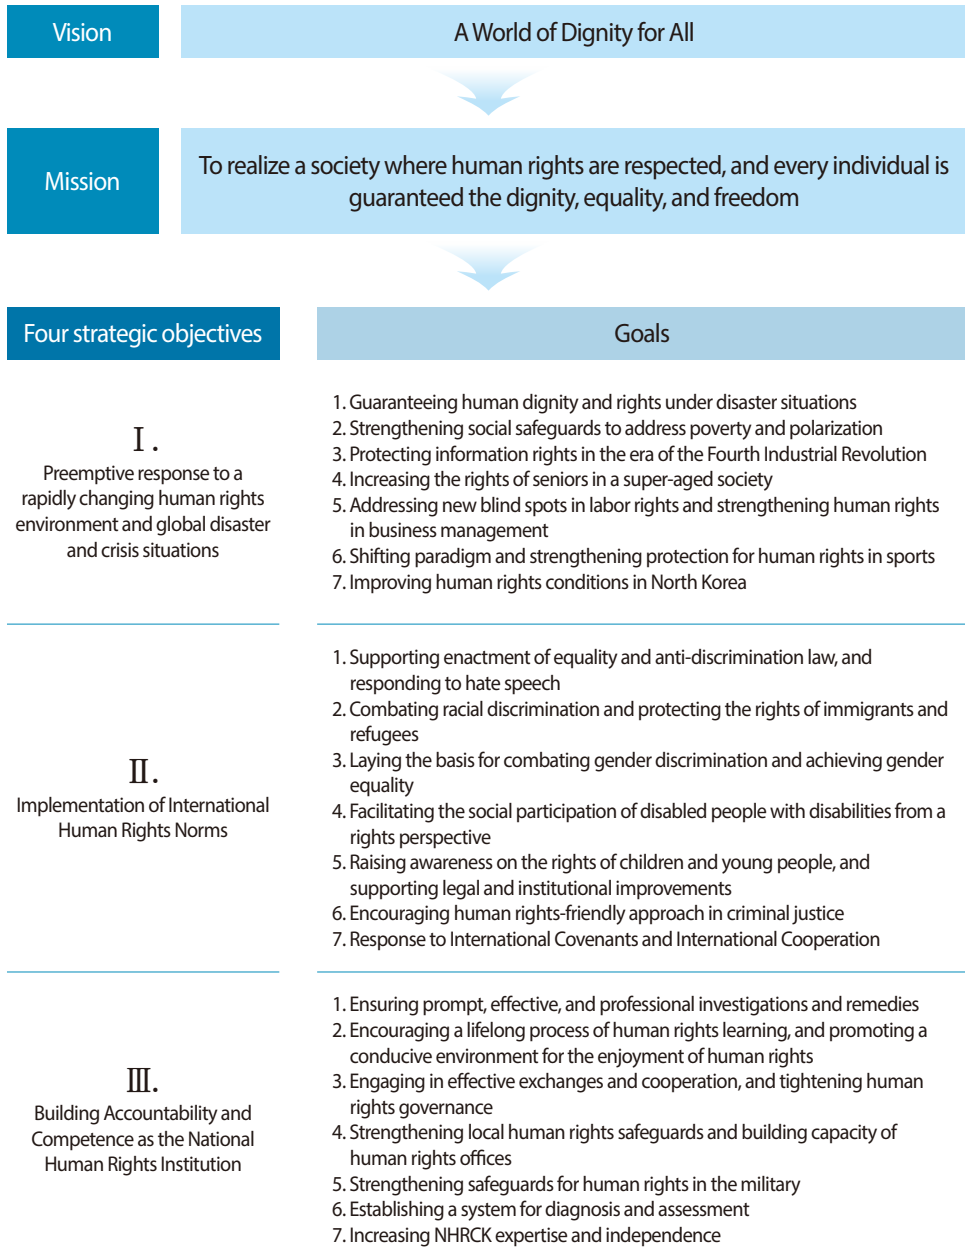 Vision
A World of Dignity for All
Mission
To realize a society where human rights are respected, and every individual is
guaranteed the dignity, equality, and freedom
Four strategic objectives
Goals
Ⅰ.
Preemptive response to a
rapidly changing human rights
environment and global disaster
and crisis situations
1. Guaranteeing human dignity and rights under disaster situations
2. Strengthening social safeguards to address poverty and polarization
3. Protecting information rights in the era of the Fourth Industrial Revolution
4. Increasing the rights of seniors in a super-aged society
5. Addressing new blind spots in labor rights and strengthening human rights
in business management
6. Shifting paradigm and strengthening protection for human rights in sports
7. Improving human rights conditions in North Korea
Ⅱ.
Implementation of International
Human Rights Norms
1. Supporting enactment of equality and anti-discrimination law, and
responding to hate speech
2. Combating racial discrimination and protecting the rights of immigrants and
refugees
3. Laying the basis for combating gender discrimination and achieving gender
equality
4. Facilitating the social participation of disabled people with disabilities from a
rights perspective
5. Raising awareness on the rights of children and young people, and
supporting legal and institutional improvements
6. Encouraging human rights-friendly approach in criminal justice
7. Response to International Covenants and International Cooperation
Ⅲ.
Building Accountability and
Competence as the National
Human Rights Institution
1. Ensuring prompt, effective, and professional investigations and remedies
2. Encouraging a lifelong process of human rights learning, and promoting a
conducive environment for the enjoyment of human rights
3. Engaging in effective exchanges and cooperation, and tightening human
rights governance
4. Strengthening local human rights safeguards and building capacity of
human rights offices
5. Strengthening safeguards for human rights in the military
6. Establishing a system for diagnosis and assessment
7. Increasing NHRCK expertise and independence